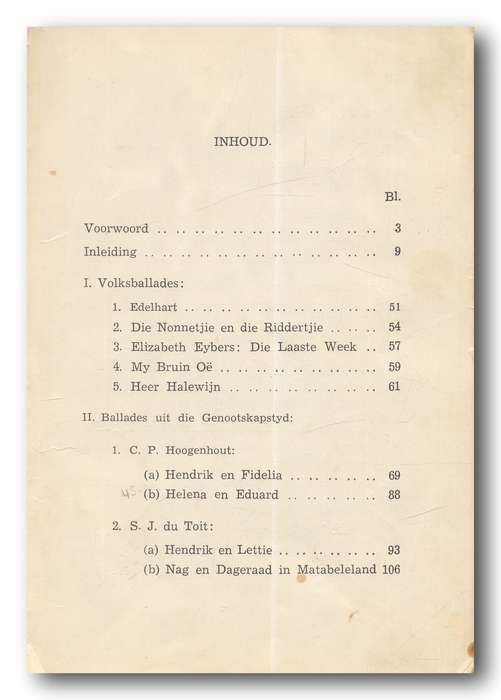 INHOUD.
Bl.
Voorwoord .. .. .. .. .. .. .. .. .. .. .. .. 3
Inleiding .. .. .. .. .. .. .. .. .. .. .. .. .. 9
I. Volksballades:
1. Edelhart .. .. .. .. .. .. .. .. .. .. .. 51
2. Die Nonnetjie en die Riddertjie .. .. .. 54
3. Elizabeth Eybers: Die Laaste Week .. .. 57
4. My Bruin Oë .. .. .. .. .. .. .. .. .. 59
5. Heer Halewijn .. .. .. .. .. .. .. .. 61
II. Ballades uit die Genootskapstyd:
1. C. P. Hoogenhout:
(a) Hendrik en Fidelia .. .. .. .. .. 69
43 (b) Helena en Eduard .. .. .. .. .. 88
2. S. J. du Toit:
(a) Hendrik en Lettie .. .. .. .. .. .. 93
(b) Nag en Dageraad in Matabeleland 106